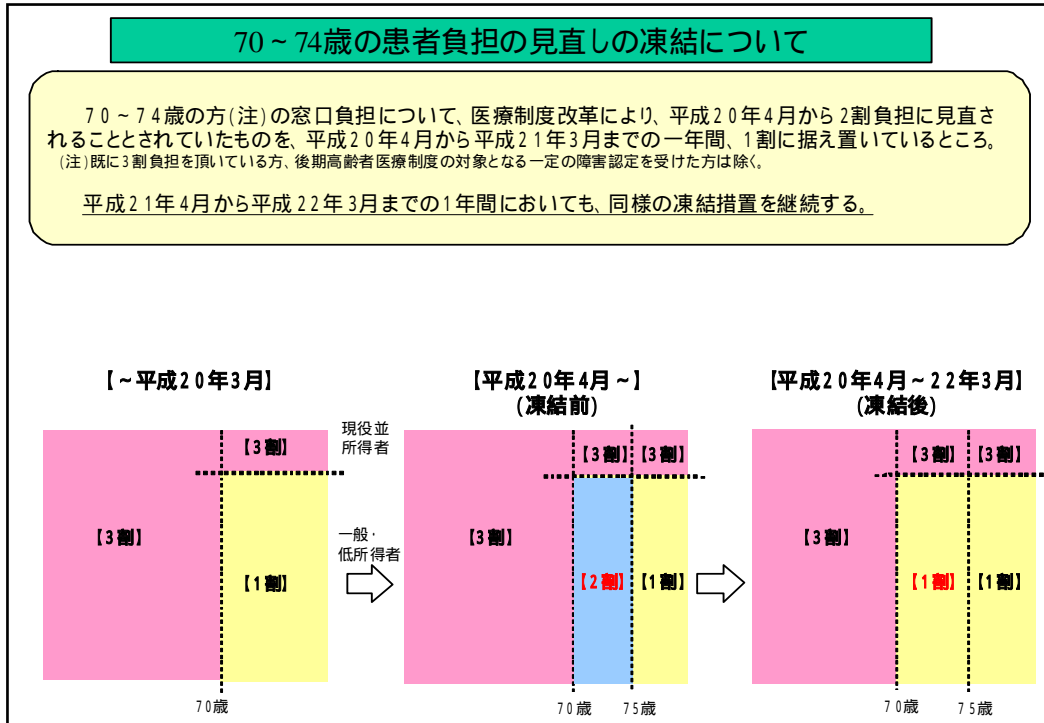 70~74歳の患者負担の見直しの凍結について
70~74歳の方(注)の窓口負担について、医療制度改革により、平成20年4月から2割負担に見直さ
れることとされていたものを、平成20年4月から平成21年3月までの一年間、1割に据え置いているところ。
(注)既に3割負担を頂いている方、後期高齢者医療制度の対象となる一定の障害認定を受けた方は除く。
平成21年4月から平成22年3月までの1年間においても、同様の凍結措置を継続する。
【~平成20年3月】
【3割】
【3割】
【1割】
70歳
現役並
所得者
一般・
低所得者
【平成20年4月~】
(凍結前)
【3割】
【3割】
【3割】
【2割】
【1割】
70歳
75歳
【平成20年4月~22年3月】
(凍結後)
【3割】
【3割】
【3割】
【1割】
【1割】
70歳
75歳